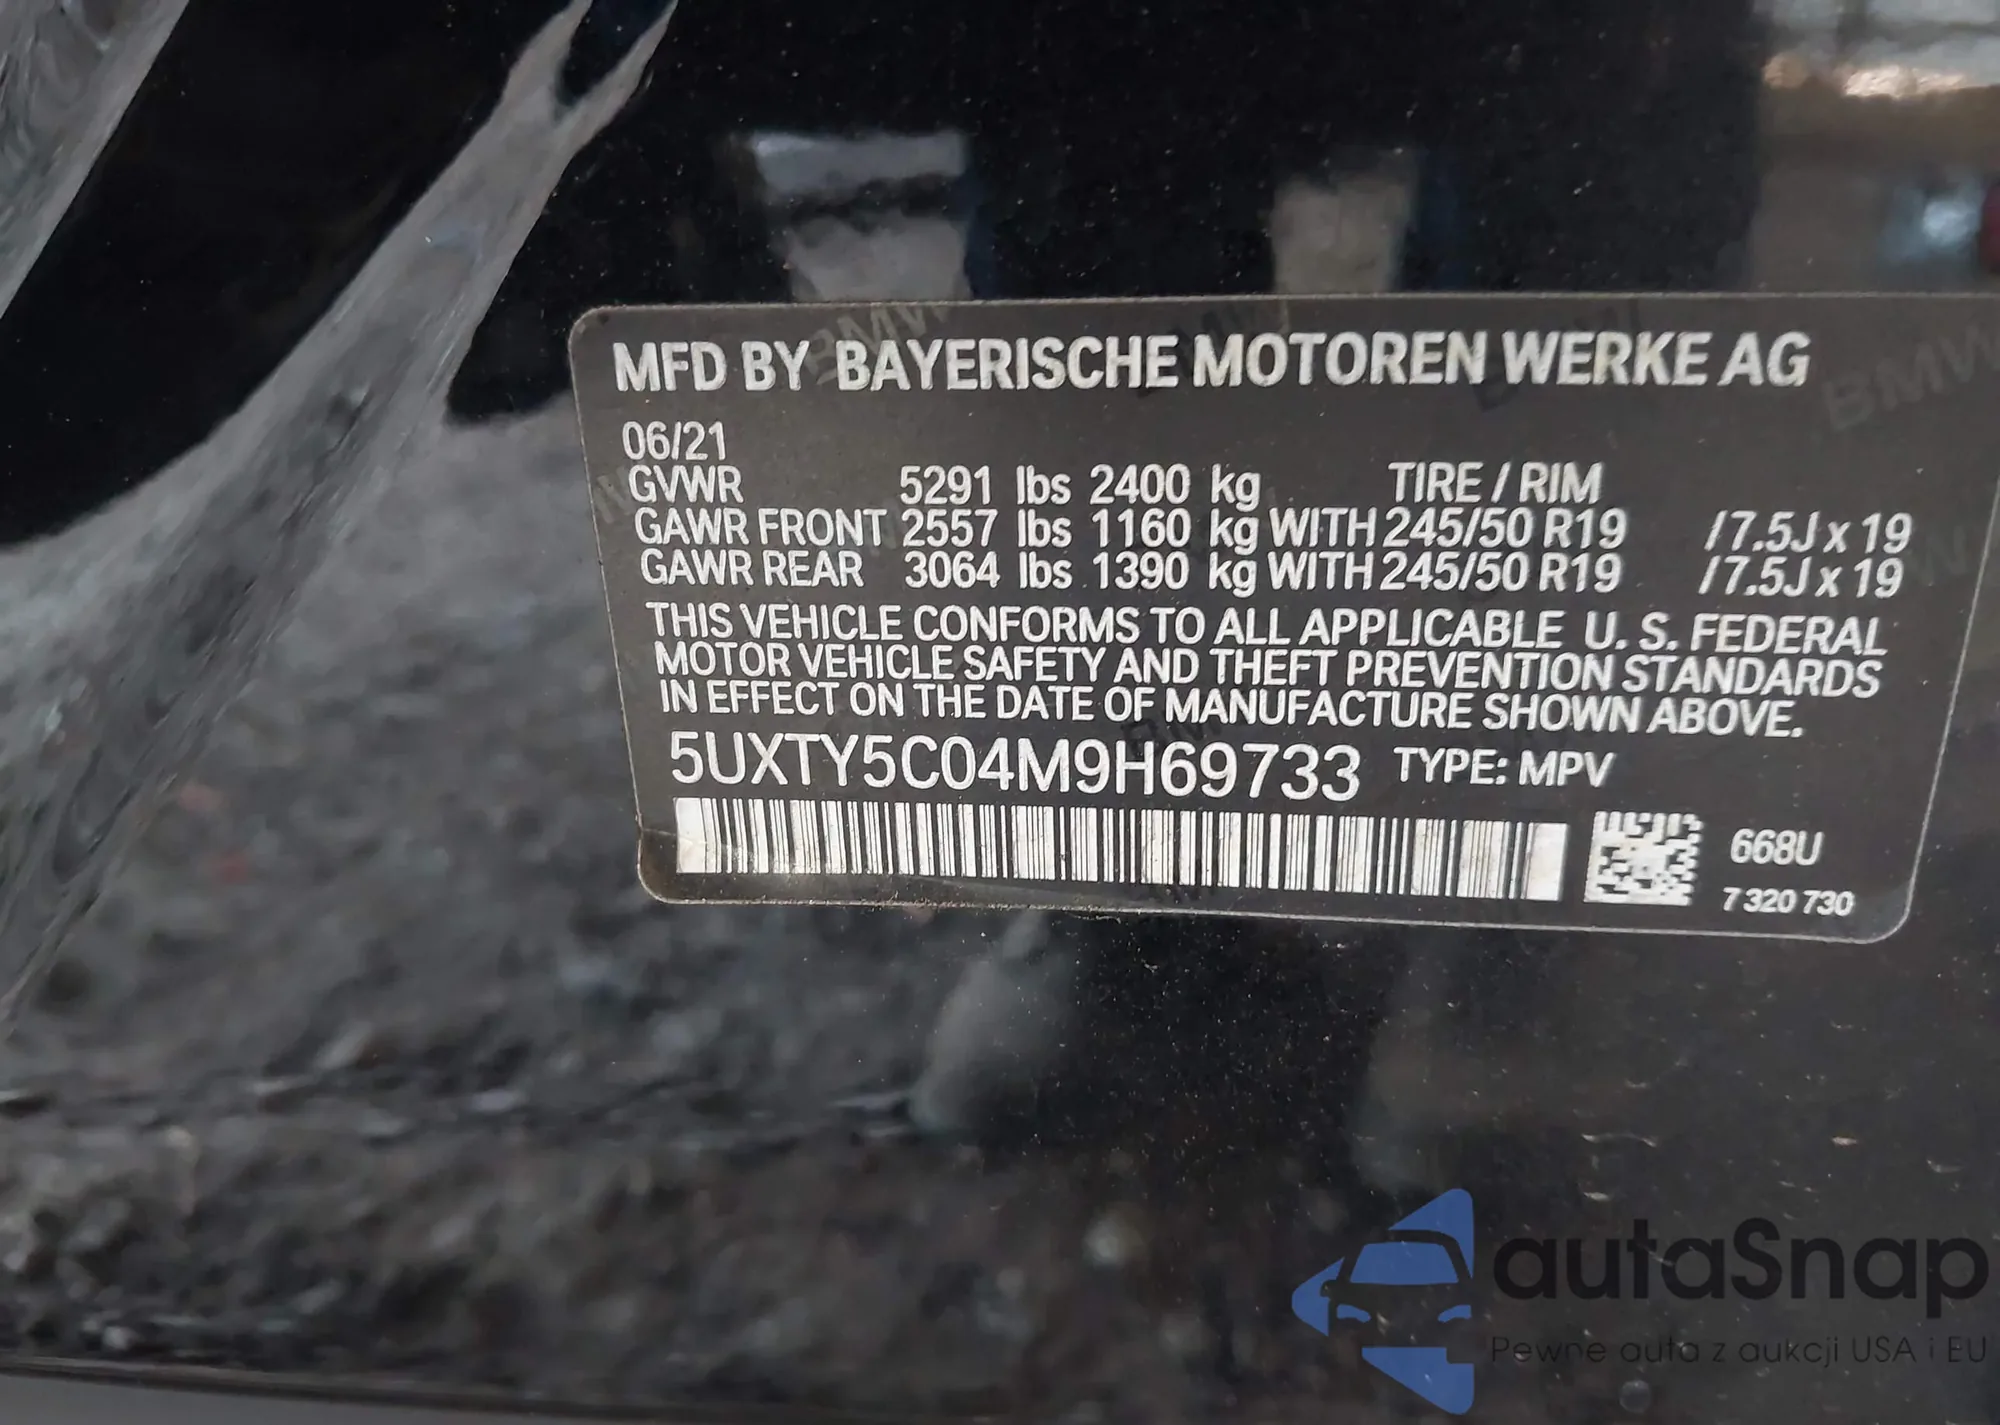 MFD BY BAYERISCHE MOTOREN WERKE AG
06/21
GVWR 5291 lbs 2400 kg TIRE / RIM
GAWR FRONT 2557 lbs 1160 kg WITH 245/50 R19 /7.5J x 19
GAWR REAR 3064 lbs 1390 kg WITH 245/50 R19 /7.5J x 19
THIS VEHICLE CONFORMS TO ALL APPLICABLE U. S. FEDERAL
MOTOR VEHICLE SAFETY AND THEFT PREVENTION STANDARDS
IN EFFECT ON THE DATE OF MANUFACTURE SHOWN ABOVE.
5UXTY5C04M9H69733 TYPE: MPV
668U
7 320 730
autaSnap
Pewne auta z aukcji USA i EU